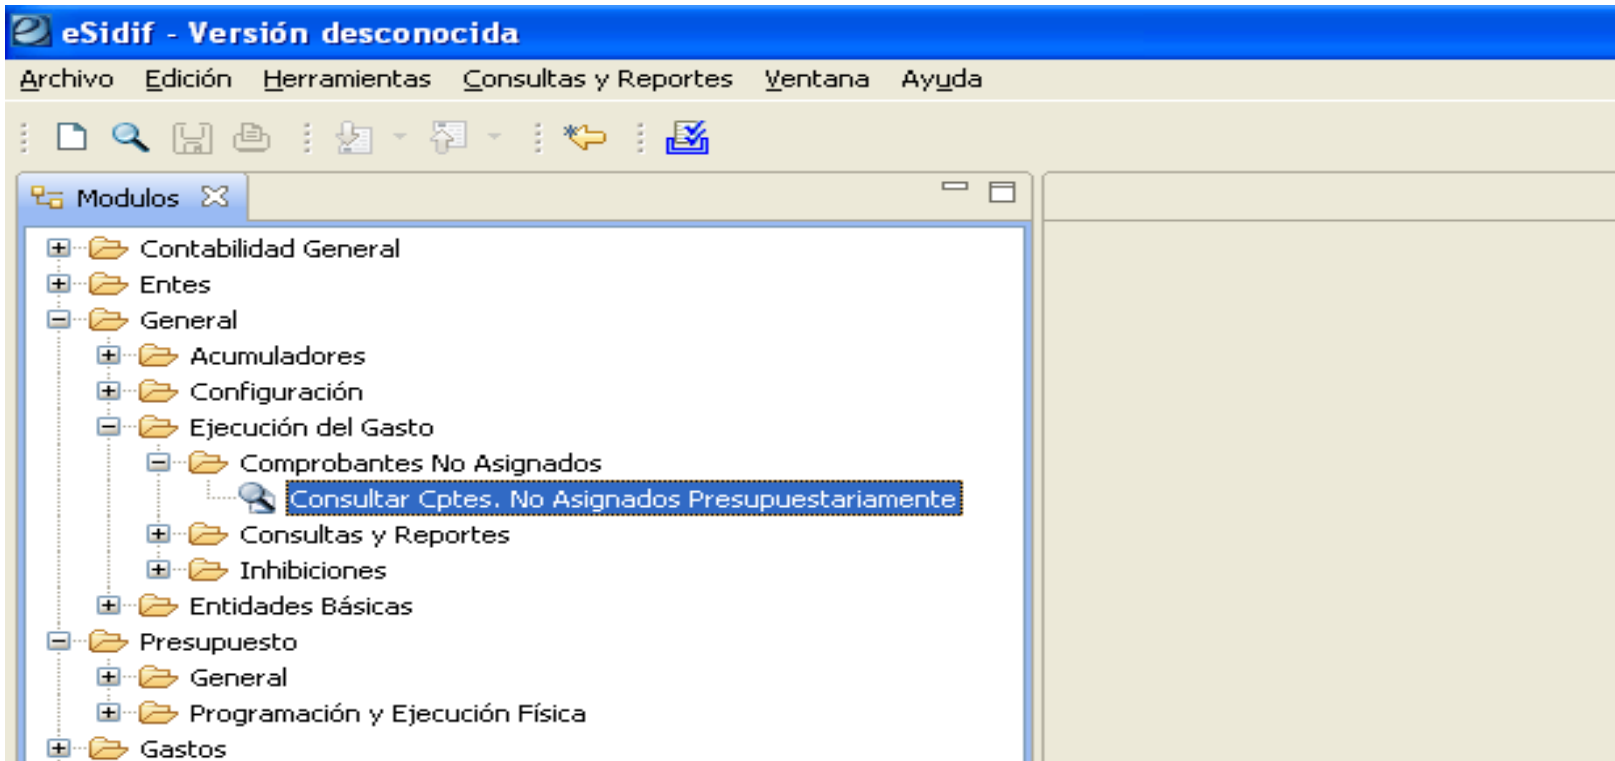 eSidif - Versión desconocida
Archivo Edición Herramientas Consultas y Reportes Ventana Ayuda
Modulos
Contabilidad General
Entes
General
Acumuladores
Configuración
Ejecución del Gasto
Comprobantes No Asignados
Consultar Cptes. No Asignados Presupuestariamente
Consultas y Reportes
Inhibiciones
Entidades Básicas
Presupuesto
General
Programación y Ejecución Física
Gastos